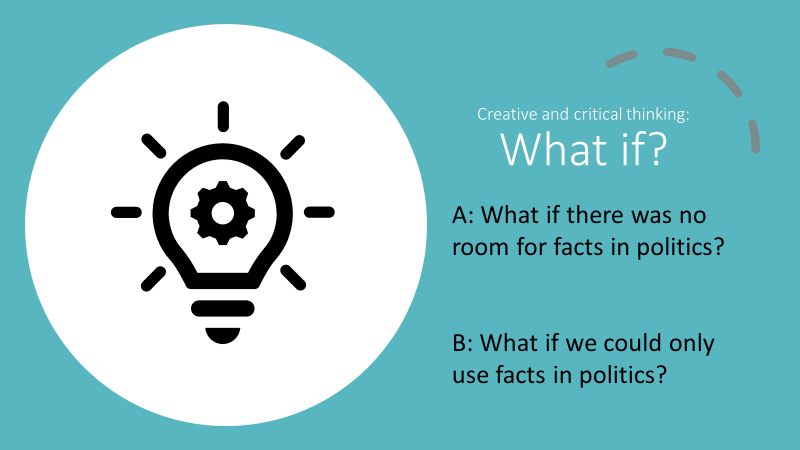 Creative and critical thinking:
What if?
A: What if there was no
room for facts in politics?
B: What if we could only
use facts in politics?